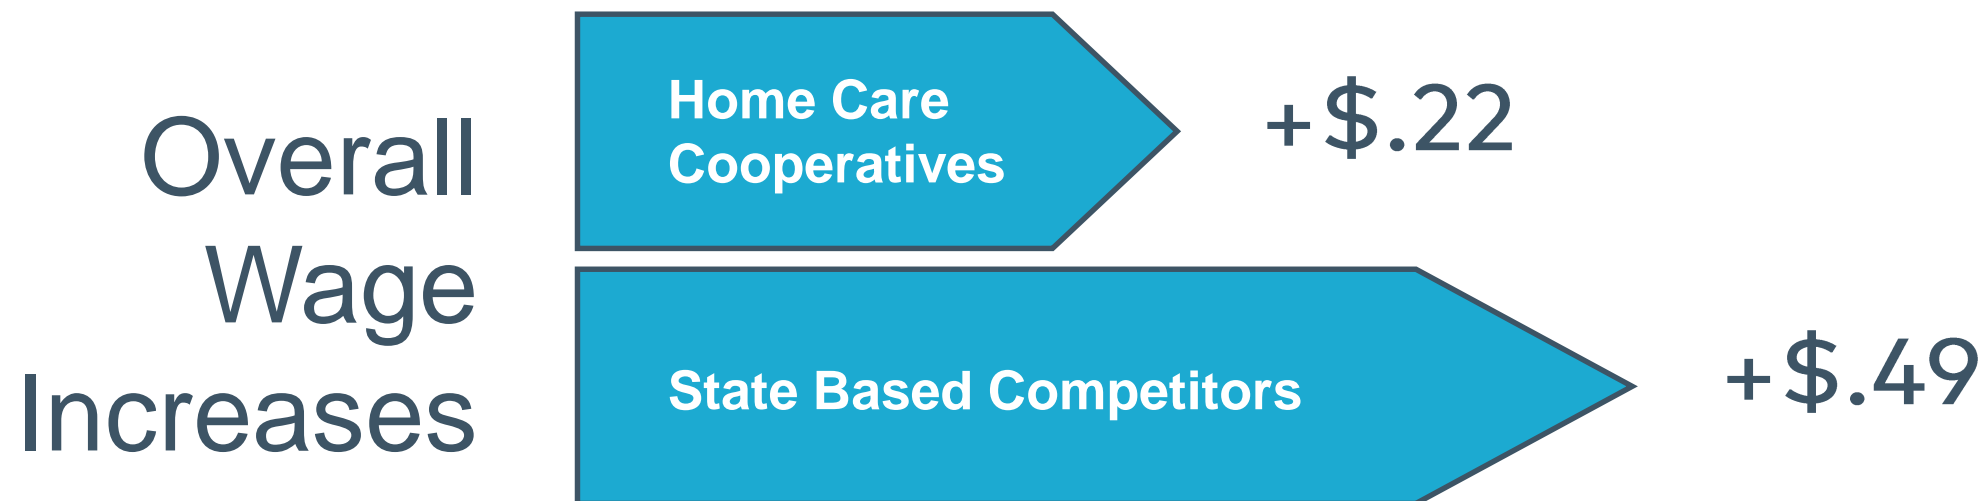 Overall
Wage
Increases
Home Care
Cooperatives
+$.22
State Based Competitors
+$.49